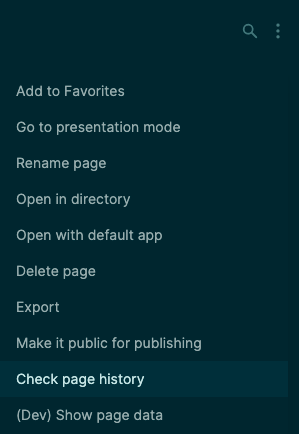 Add to Favorites
Go to presentation mode
Rename page
Open in directory
Open with default app
Delete page
Export
Make it public for publishing
Check page history
(Dev) Show page data